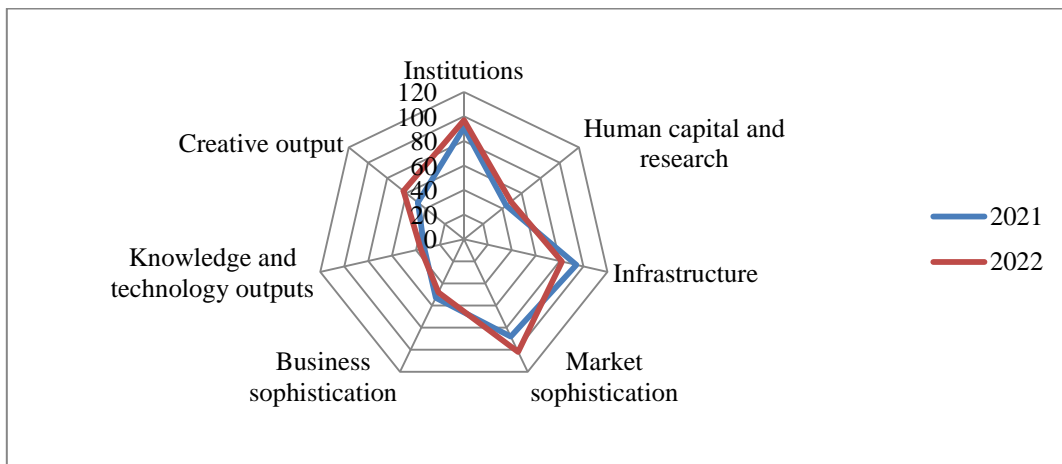 Institutions
120
100
80
60
40
20
0
Human capital and
research
Infrastructure
Market
sophistication
Business
sophistication
Knowledge and
technology outputs
Creative output
2021
2022